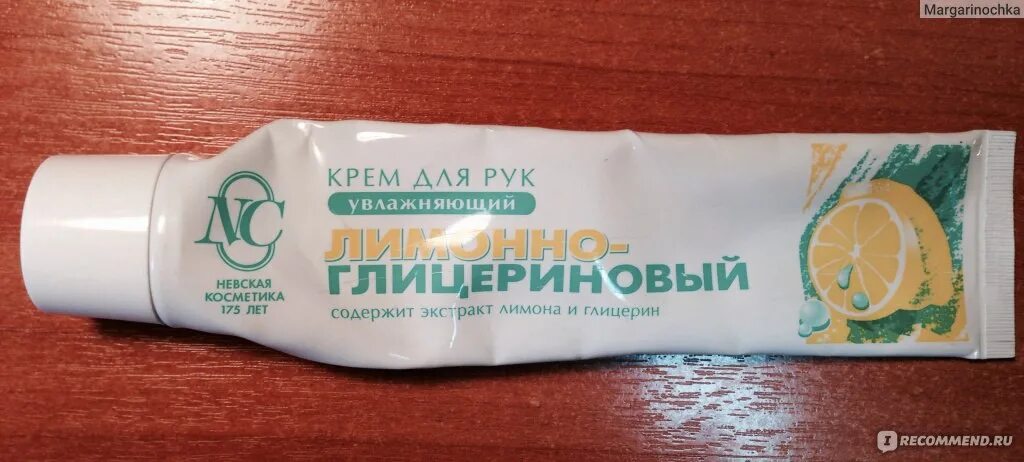 Margarinochka
КРЕМ ДЛЯ РУК
УВЛАЖНЯЮЩИЙ
ЛИМОННО-
ГЛИЦЕРИНОВЫЙ
СОДЕРЖИТ ЭКСТРАКТ ЛИМОНА И ГЛИЦЕРИН
NC
НЕВСКАЯ
КОСМЕТИКА
175 ЛЕТ
I RECOMMEND.RU